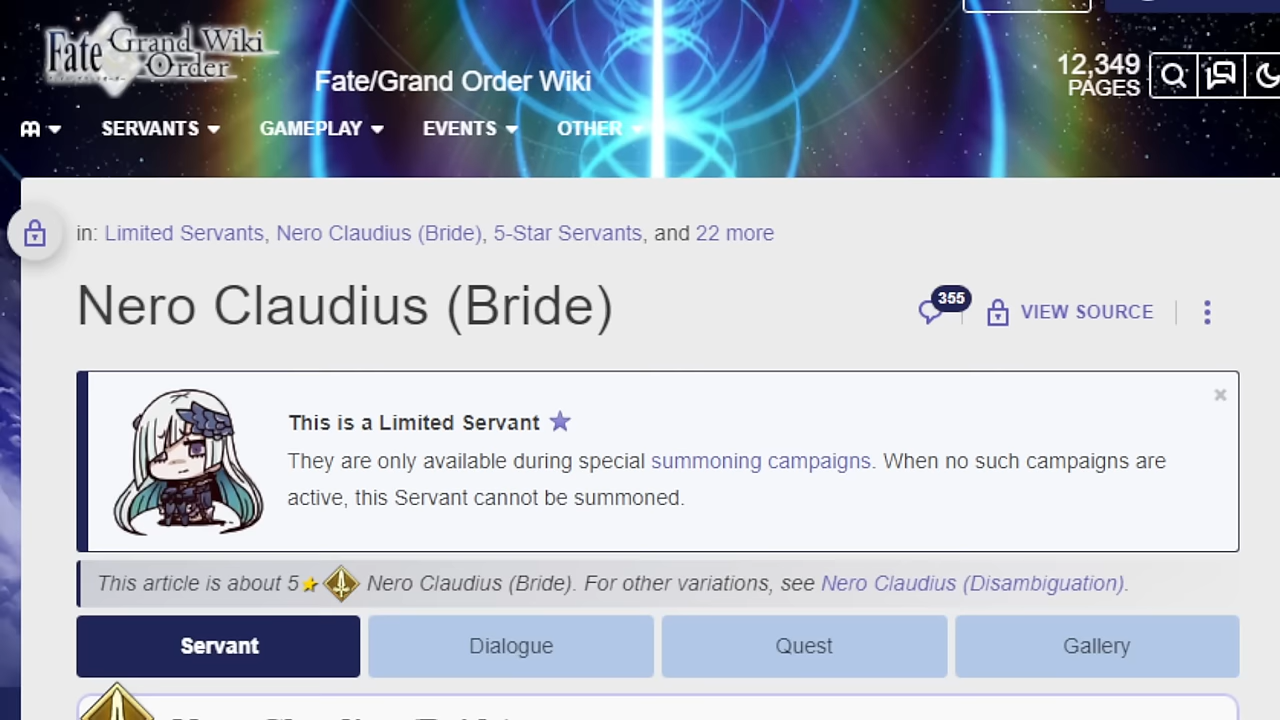 Fate Grand Wiki
Order
Fate/Grand Order Wiki
12,349
PAGES
SERVANTS
GAMEPLAY
EVENTS
OTHER
in: Limited Servants, Nero Claudius (Bride), 5-Star Servants, and 22 more
Nero Claudius (Bride)
355
VIEW SOURCE
This is a Limited Servant
They are only available during special summoning campaigns. When no such campaigns are
active, this Servant cannot be summoned.
This article is about 5 Nero Claudius (Bride). For other variations, see Nero Claudius (Disambiguation).
Servant
Dialogue
Quest
Gallery